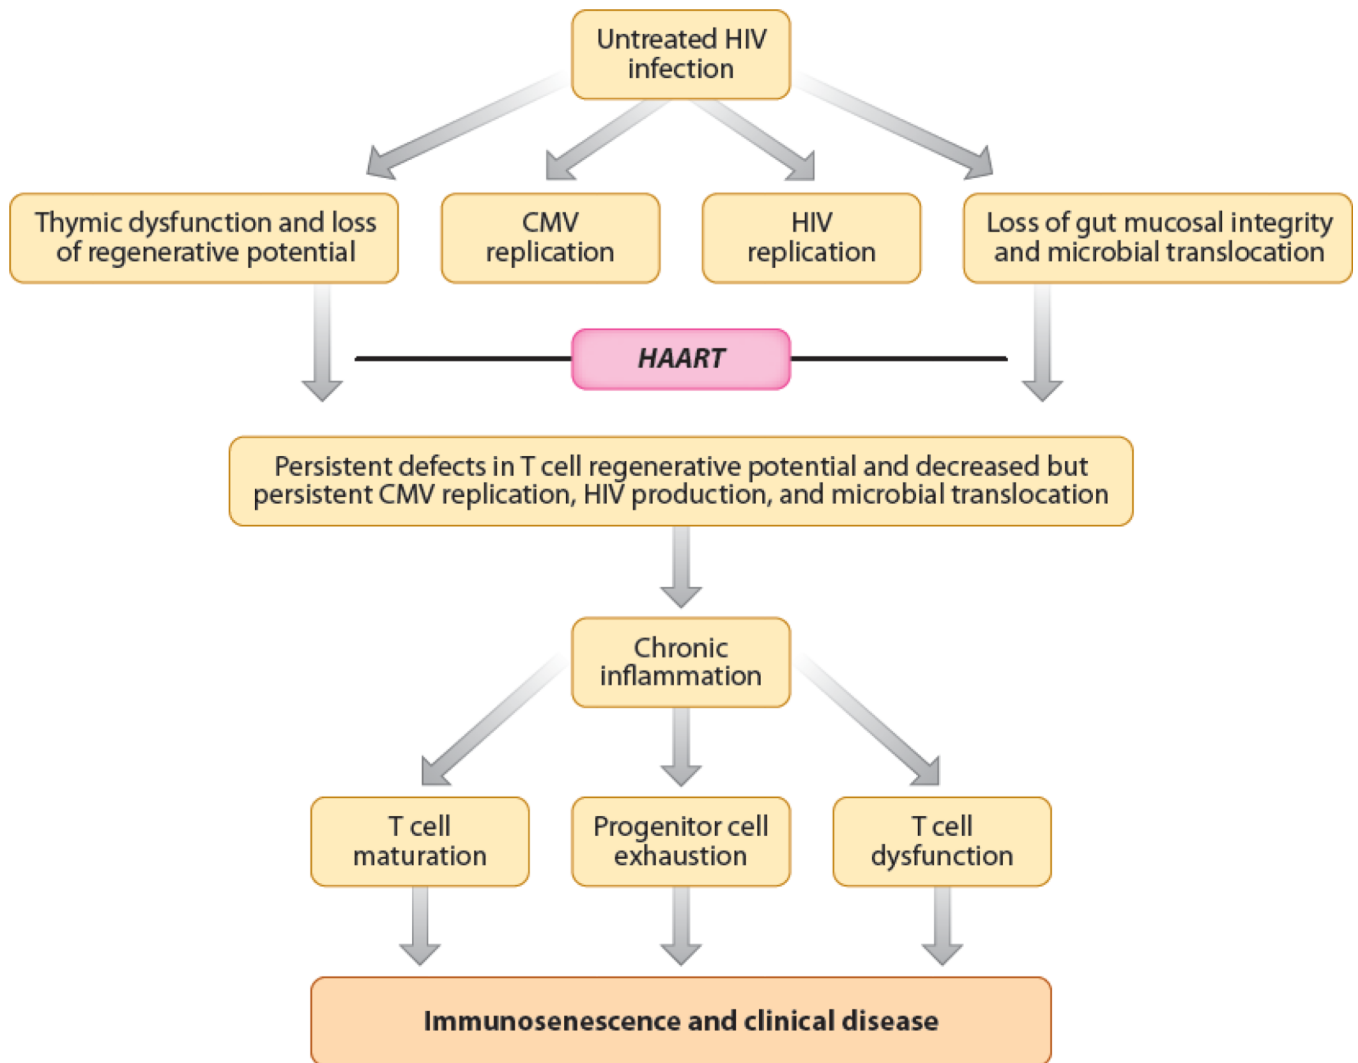 Untreated HIV
infection
Thymic dysfunction and loss
of regenerative potential
CMV
replication
HIV
replication
Loss of gut mucosal integrity
and microbial translocation
HAART
Persistent defects in T cell regenerative potential and decreased but
persistent CMV replication, HIV production, and microbial translocation
Chronic
inflammation
T cell
maturation
Progenitor cell
exhaustion
T cell
dysfunction
Immunosenescence and clinical disease